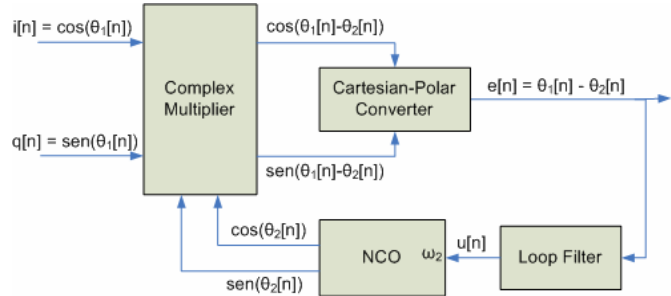 i[n] = cos(θ₁[n])
cos(θ₁[n]-θ₂[n])
Complex
Multiplier
Cartesian-Polar
Converter
e[n] = θ₁[n] - θ₂[n]
q[n] = sen(θ₁[n])
sen(θ₁[n]-θ₂[n])
cos(θ₂[n])
sen(θ₂[n])
NCO
ω₂
u[n]
Loop Filter